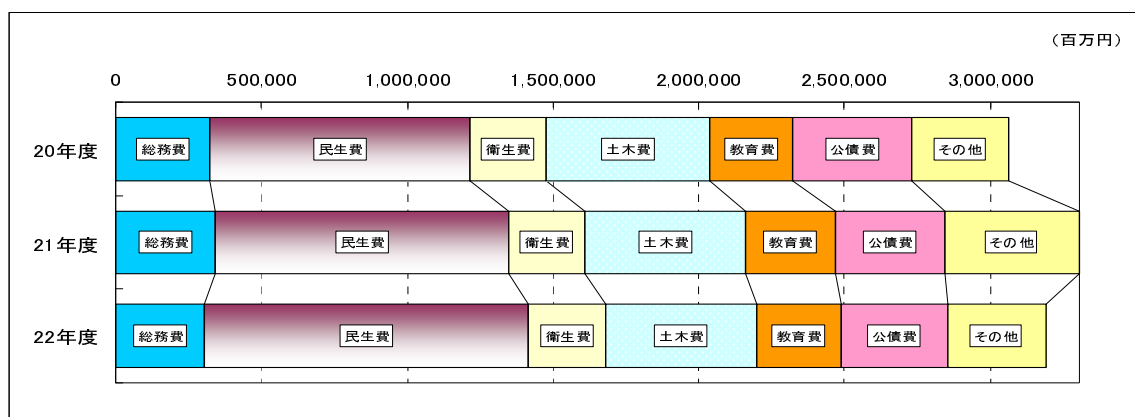 （百万円）
0 500,000 1,000,000 1,500,000 2,000,000 2,500,000 3,000,000
20年度 総務費 民生費 衛生費 土木費 教育費 公債費 その他
21年度 総務費 民生費 衛生費 土木費 教育費 公債費 その他
22年度 総務費 民生費 衛生費 土木費 教育費 公債費 その他